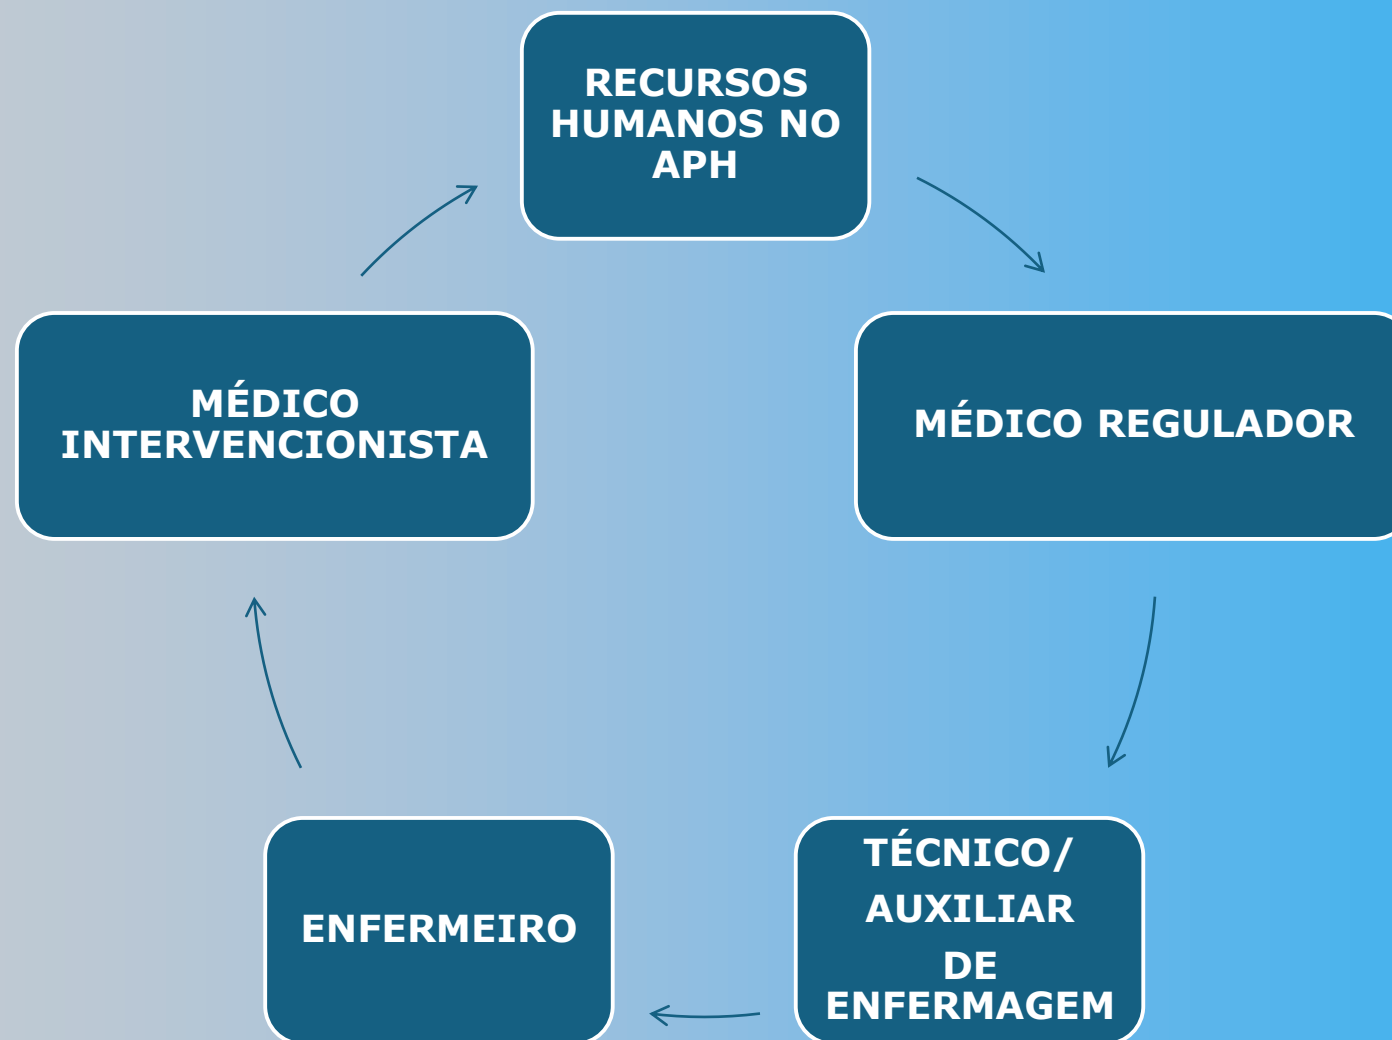 RECURSOS
HUMANOS NO
APH
MÉDICO
INTERVENCIONISTA
MÉDICO REGULADOR
ENFERMEIRO
TÉCNICO/
AUXILIAR
DE
ENFERMAGEM